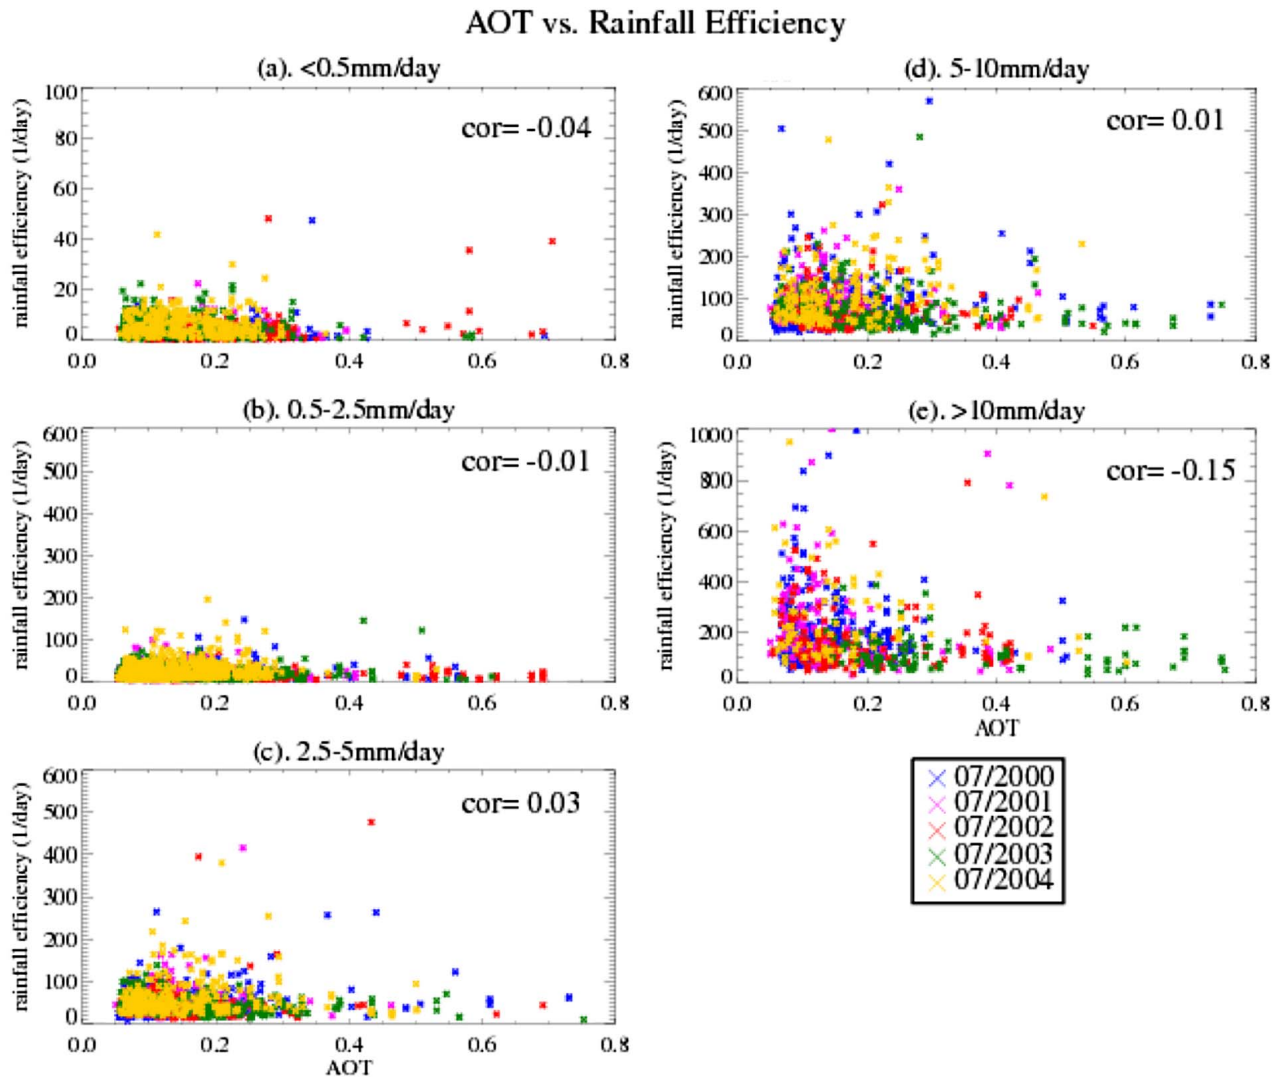 AOT vs. Rainfall Efficiency
(a). <0.5mm/day
cor= -0.04
rainfall efficiency (1/day)
100
80
60
40
20
0
0.0 0.2 0.4 0.6 0.8
(b). 0.5-2.5mm/day
cor= -0.01
rainfall efficiency (1/day)
600
500
400
300
200
100
0
0.0 0.2 0.4 0.6 0.8
(c). 2.5-5mm/day
cor= 0.03
rainfall efficiency (1/day)
600
500
400
300
200
100
0
0.0 0.2 0.4 0.6 0.8
AOT
(d). 5-10mm/day
cor= 0.01
rainfall efficiency (1/day)
600
500
400
300
200
100
0
0.0 0.2 0.4 0.6 0.8
(e). >10mm/day
cor= -0.15
rainfall efficiency (1/day)
1000
800
600
400
200
0
0.0 0.2 0.4 0.6 0.8
AOT
07/2000
07/2001
07/2002
07/2003
07/2004